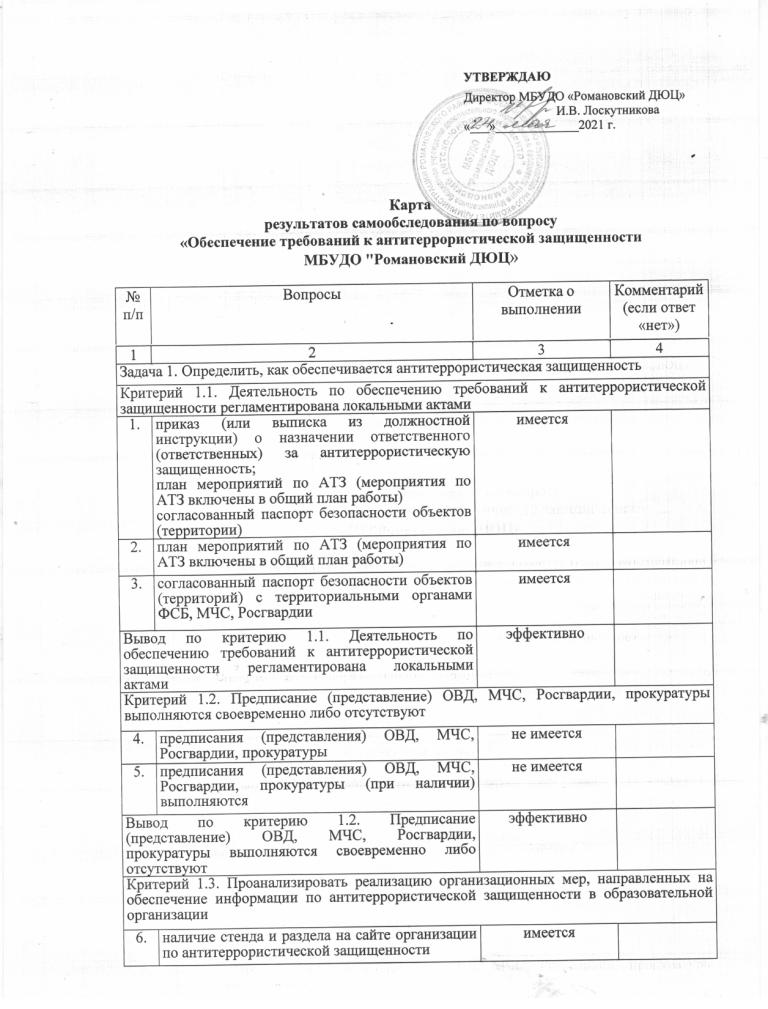 УТВЕРЖДАЮ
Директор МБУДО «Романовский ДЮЦ»
И.В. Лоскутникова
«24» мая 2021 г.
Карта
результатов самообследования по вопросу
«Обеспечение требований к антитеррористической защищенности
МБУДО "Романовский ДЮЦ»
№ п/п
Вопросы
Отметка о выполнении
Комментарий (если ответ «нет»)
1
2
3
4
Задача 1. Определить, как обеспечивается антитеррористическая защищенность
Критерий 1.1. Деятельность по обеспечению требований к антитеррористической
защищенности регламентирована локальными актами
1.
приказ (или выписка из должностной
инструкции) о назначении ответственного
(ответственных) за антитеррористическую
защищенность;
план мероприятий по АТЗ (мероприятия по
АТЗ включены в общий план работы)
согласованный паспорт безопасности объектов
(территории)
имеется
2.
план мероприятий по АТЗ (мероприятия по
АТЗ включены в общий план работы)
имеется
3.
согласованный паспорт безопасности объектов
(территорий) с территориальными органами
ФСБ, МЧС, Росгвардии
имеется
Вывод по критерию 1.1. Деятельность по
обеспечению требований к антитеррористической
защищенности регламентирована локальными
актами
эффективно
Критерий 1.2. Предписание (представление) ОВД, МЧС, Росгвардии, прокуратуры
выполняются своевременно либо отсутствуют
4.
предписания (представления) ОВД, МЧС,
Росгвардии, прокуратуры
не имеется
5.
предписания (представления) ОВД, МЧС,
Росгвардии, прокуратуры (при наличии)
выполняются
не имеется
Вывод по критерию 1.2. Предписание
(представление) ОВД, МЧС, Росгвардии,
прокуратуры выполняются своевременно либо
отсутствуют
эффективно
Критерий 1.3. Проанализировать реализацию организационных мер, направленных на
обеспечение информации по антитеррористической защищенности в образовательной
организации
6.
наличие стенда и раздела на сайте организации
по антитеррористической защищенности
имеется